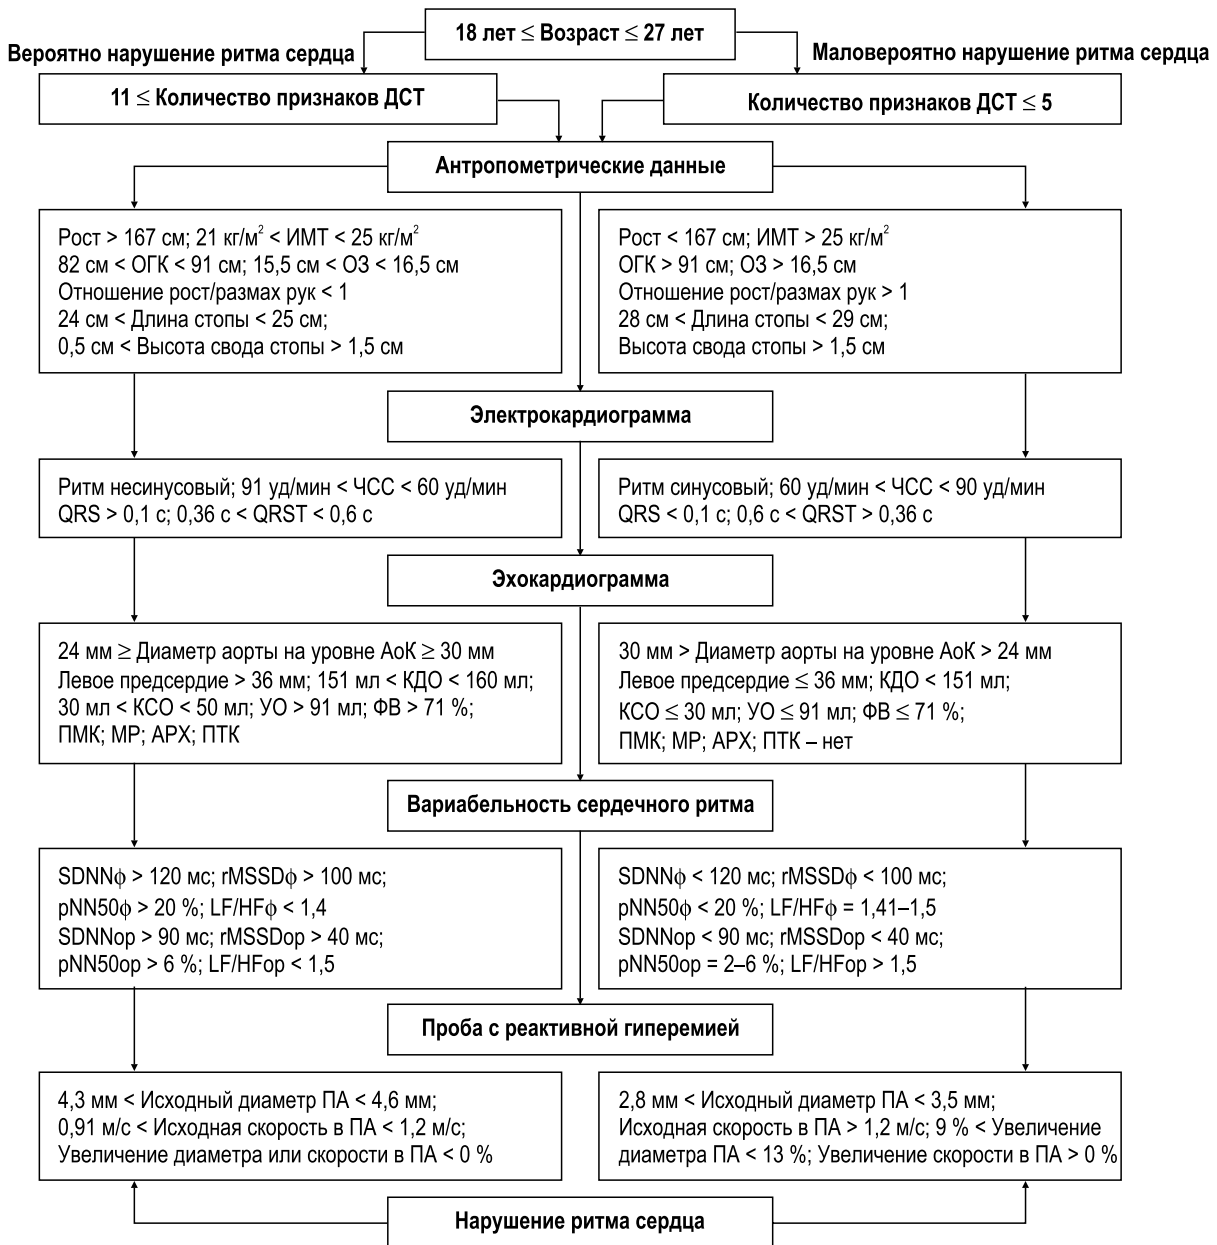 18 лет ≤ Возраст ≤ 27 лет
Вероятно нарушение ритма сердца
Маловероятно нарушение ритма сердца
11 ≤ Количество признаков ДСТ
Количество признаков ДСТ ≤ 5
Антропометрические данные
Рост > 167 см; 21 кг/м² < ИМТ < 25 кг/м²
82 см < ОГК < 91 см; 15,5 см < ОЗ < 16,5 см
Отношение рост/размах рук < 1
24 см < Длина стопы < 25 см;
0,5 см < Высота свода стопы > 1,5 см
Рост < 167 см; ИМТ > 25 кг/м²
ОГК > 91 см; ОЗ > 16,5 см
Отношение рост/размах рук > 1
28 см < Длина стопы < 29 см;
Высота свода стопы > 1,5 см
Электрокардиограмма
Ритм несинусовый; 91 уд/мин < ЧСС < 60 уд/мин
QRS > 0,1 с; 0,36 с < QRST < 0,6 с
Ритм синусовый; 60 уд/мин < ЧСС < 90 уд/мин
QRS < 0,1 с; 0,6 с < QRST > 0,36 с
Эхокардиограмма
24 мм ≥ Диаметр аорты на уровне АоК ≥ 30 мм
Левое предсердие > 36 мм; 151 мл < КДО < 160 мл;
30 мл < КСО < 50 мл; УО > 91 мл; ФВ > 71 %;
ПМК; МР; АРХ; ПТК
30 мм > Диаметр аорты на уровне АоК > 24 мм
Левое предсердие ≤ 36 мм; КДО < 151 мл;
КСО ≤ 30 мл; УО ≤ 91 мл; ФВ ≤ 71 %;
ПМК; МР; АРХ; ПТК – нет
Вариабельность сердечного ритма
SDNNф > 120 мс; rMSSDф > 100 мс;
pNN50ф > 20 %; LF/HFф < 1,4
SDNNор > 90 мс; rMSSDор > 40 мс;
pNN50ор > 6 %; LF/HFор < 1,5
SDNNф < 120 мс; rMSSDф < 100 мс;
pNN50ф < 20 %; LF/HFф = 1,41–1,5
SDNNор < 90 мс; rMSSDор < 40 мс;
pNN50ор = 2–6 %; LF/HFор > 1,5
Проба с реактивной гиперемией
4,3 мм < Исходный диаметр ПА < 4,6 мм;
0,91 м/с < Исходная скорость в ПА < 1,2 м/с;
Увеличение диаметра или скорости в ПА < 0 %
2,8 мм < Исходный диаметр ПА < 3,5 мм;
Исходная скорость в ПА > 1,2 м/с; 9 % < Увеличение
диаметра ПА < 13 %; Увеличение скорости в ПА > 0 %
Нарушение ритма сердца